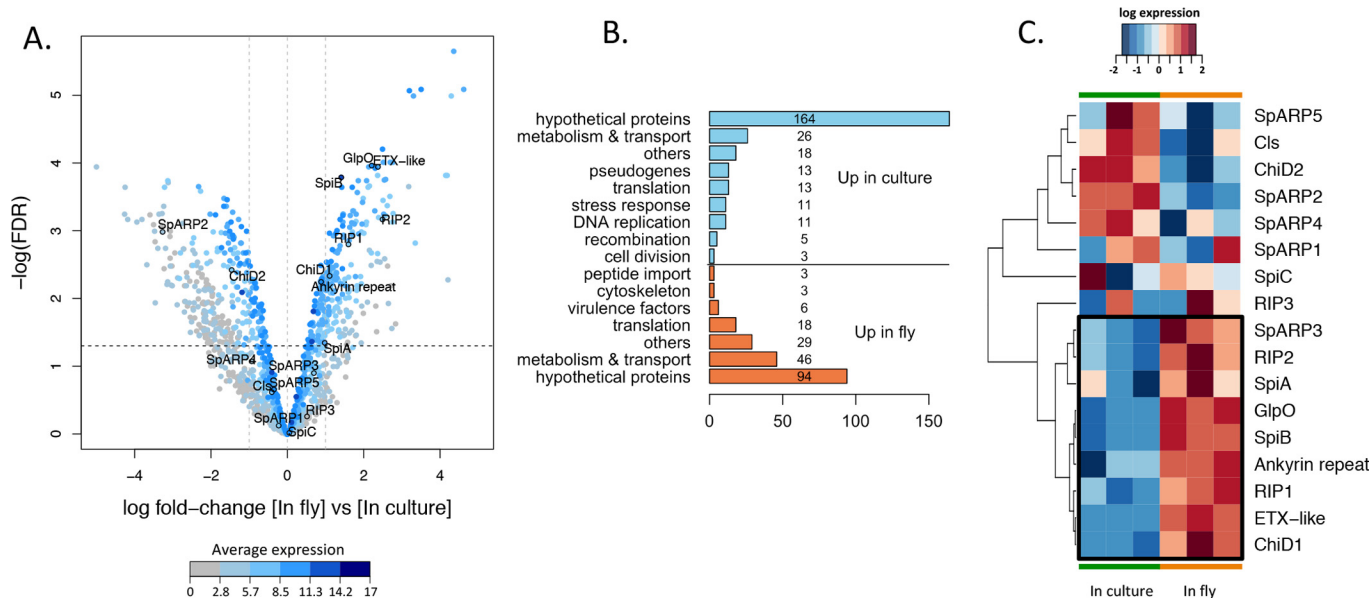 A.
−log(FDR)
5
4
3
2
1
0
GlpO
ETX−like
SpiB
RIP2
SpARP2
RIP1
ChiD1
ChiD2
Ankyrin repeat
SpiA
SpARP4
SpARP3
Cls
SpARP5
RIP3
SpARP1
SpiC
−4 −2 0 2 4
log fold−change [In fly] vs [In culture]
Average expression
0 2.8 5.7 8.5 11.3 14.2 17
B.
hypothetical proteins 164
metabolism & transport 26
others 18
pseudogenes 13
translation 13
stress response 11
DNA replication 11
recombination 5
cell division 3
Up in culture
peptide import 3
cytoskeleton 3
virulence factors 6
translation 18
others 29
metabolism & transport 46
hypothetical proteins 94
Up in fly
0 50 100 150
C.
log expression
-2 -1 0 1 2
SpARP5
Cls
ChiD2
SpARP2
SpARP4
SpARP1
SpiC
RIP3
SpARP3
RIP2
SpiA
GlpO
SpiB
Ankyrin repeat
RIP1
ETX−like
ChiD1
In culture In fly